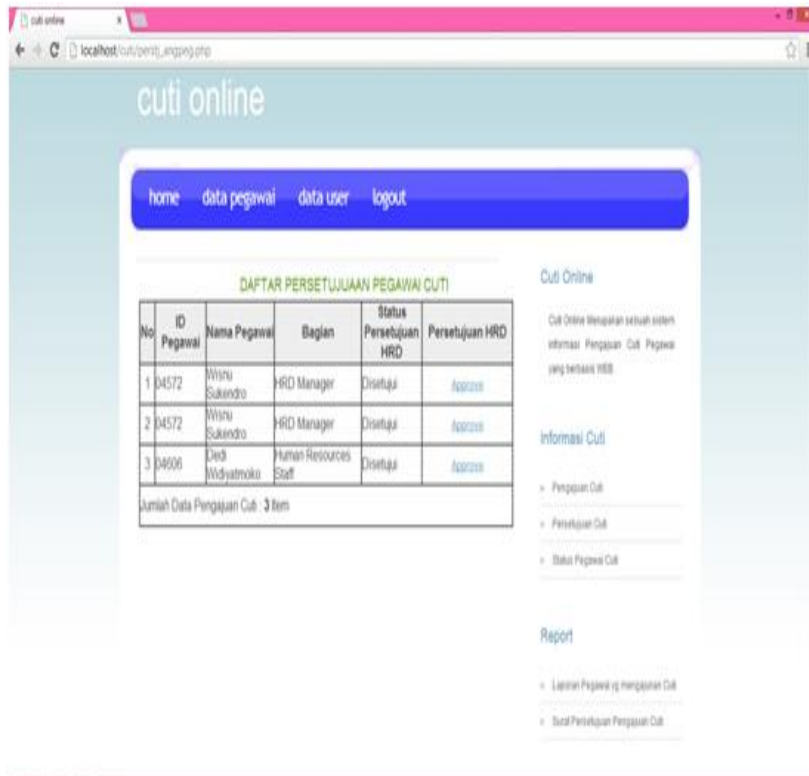 cuti online
localhost/cuti/
cuti online
home data pegawai data user logout
DAFTAR PERSETUJUAAN PEGAWAI CUTI
No ID Pegawai Nama Pegawai Bagian Status Persetujuan HRD Persetujuan HRD
1 04572 Wisnu Sukendro HRD Manager Disetujui Approve
2 04572 Wisnu Sukendro HRD Manager Disetujui Approve
3 04606 Dedi Widyatmoko Human Resources Staff Disetujui Approve
Jumlah Data Pengajuan Cuti : 3 Item
Cuti Online
Cuti Online Merupakan sebuah sistem
informasi Pengajuan Cuti Pegawai
yang berbasis WEB
Informasi Cuti
Pengajuan Cuti
Persetujuan Cuti
Status Pegawai Cuti
Report
Laporan Pegawai yg mengajukan Cuti
Surat Persetujuan Pengajuan Cuti